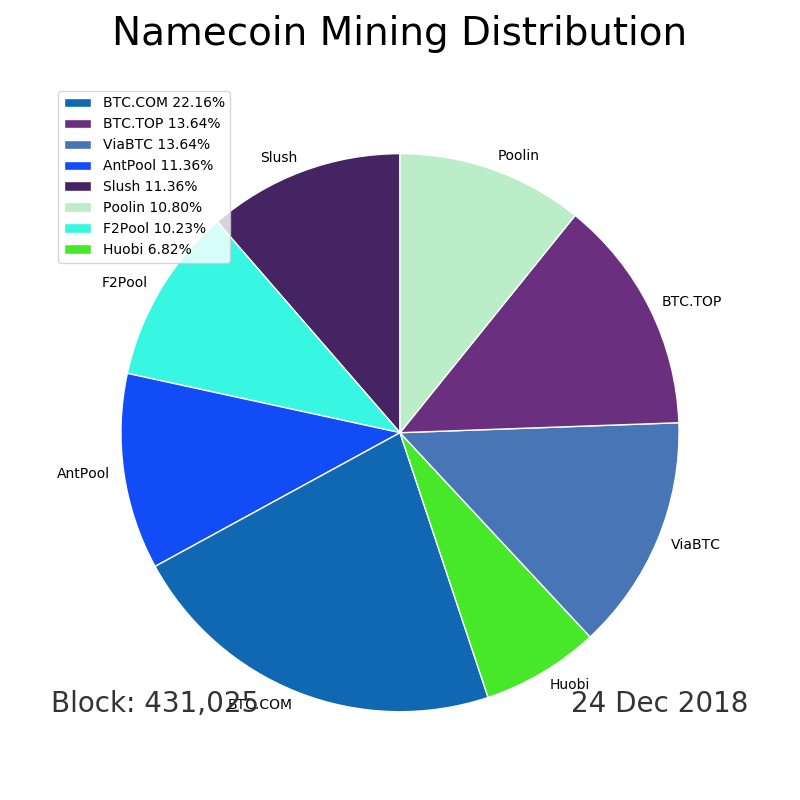 Namecoin Mining Distribution
BTC.COM 22.16%
BTC.TOP 13.64%
ViaBTC 13.64%
AntPool 11.36%
Slush 11.36%
Poolin 10.80%
F2Pool 10.23%
Huobi 6.82%
Slush
Poolin
F2Pool
BTC.TOP
AntPool
ViaBTC
Huobi
BTC.COM
Block: 431,025
24 Dec 2018